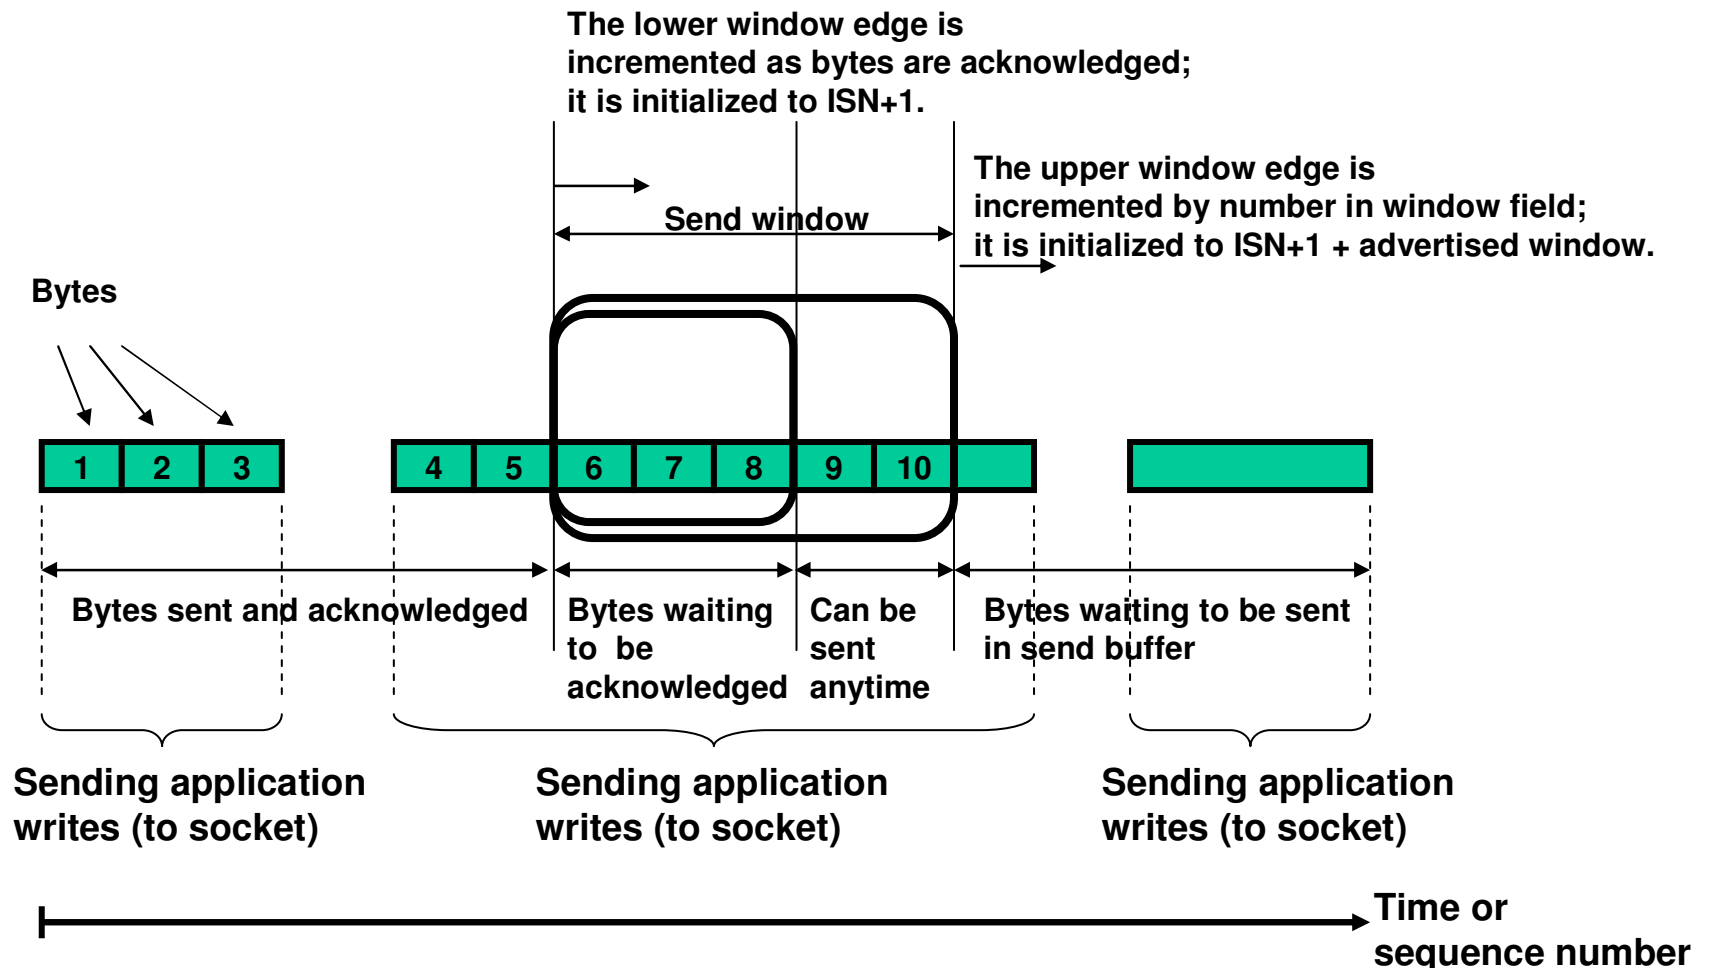 The lower window edge is
incremented as bytes are acknowledged;
it is initialized to ISN+1.
The upper window edge is
incremented by number in window field;
it is initialized to ISN+1 + advertised window.
Send window
Bytes
1 2 3 4 5 6 7 8 9 10
Bytes sent and acknowledged
Bytes waiting
to be
acknowledged
Can be
sent
anytime
Bytes waiting to be sent
in send buffer
Sending application
writes (to socket)
Sending application
writes (to socket)
Sending application
writes (to socket)
Time or
sequence number